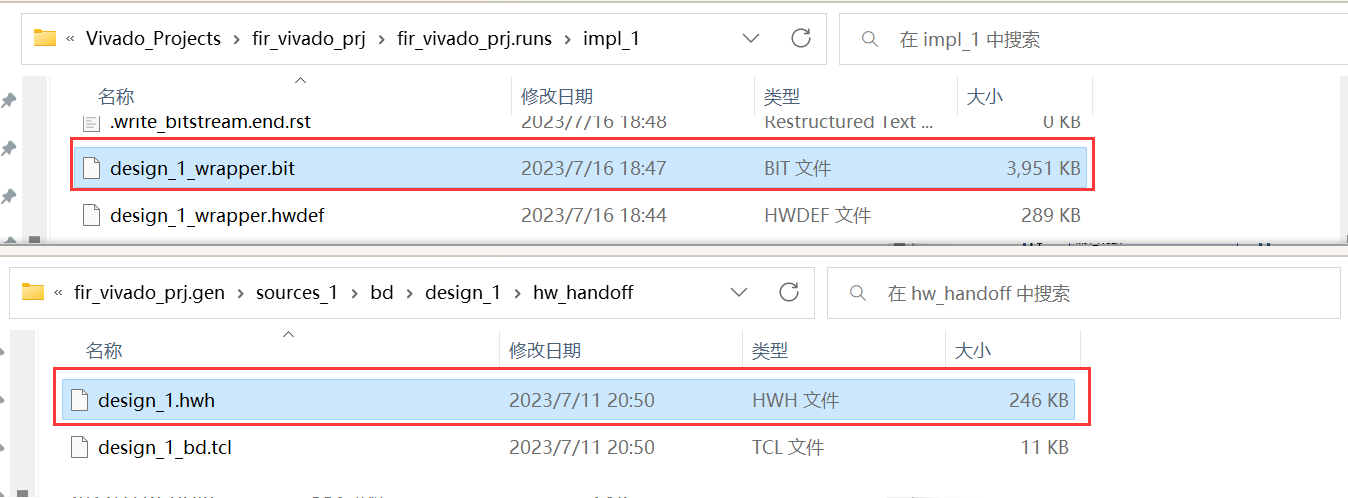 « Vivado_Projects › fir_vivado_prj › fir_vivado_prj.runs › impl_1 在 impl_1 中搜索
名称 修改日期 类型 大小
.write_bitstream.end.rst 2023/7/16 18:48 Restructured Text ... 0 KB
design_1_wrapper.bit 2023/7/16 18:47 BIT 文件 3,951 KB
design_1_wrapper.hwdef 2023/7/16 18:44 HWDEF 文件 289 KB
« fir_vivado_prj.gen › sources_1 › bd › design_1 › hw_handoff 在 hw_handoff 中搜索
名称 修改日期 类型 大小
design_1.hwh 2023/7/11 20:50 HWH 文件 246 KB
design_1_bd.tcl 2023/7/11 20:50 TCL 文件 11 KB